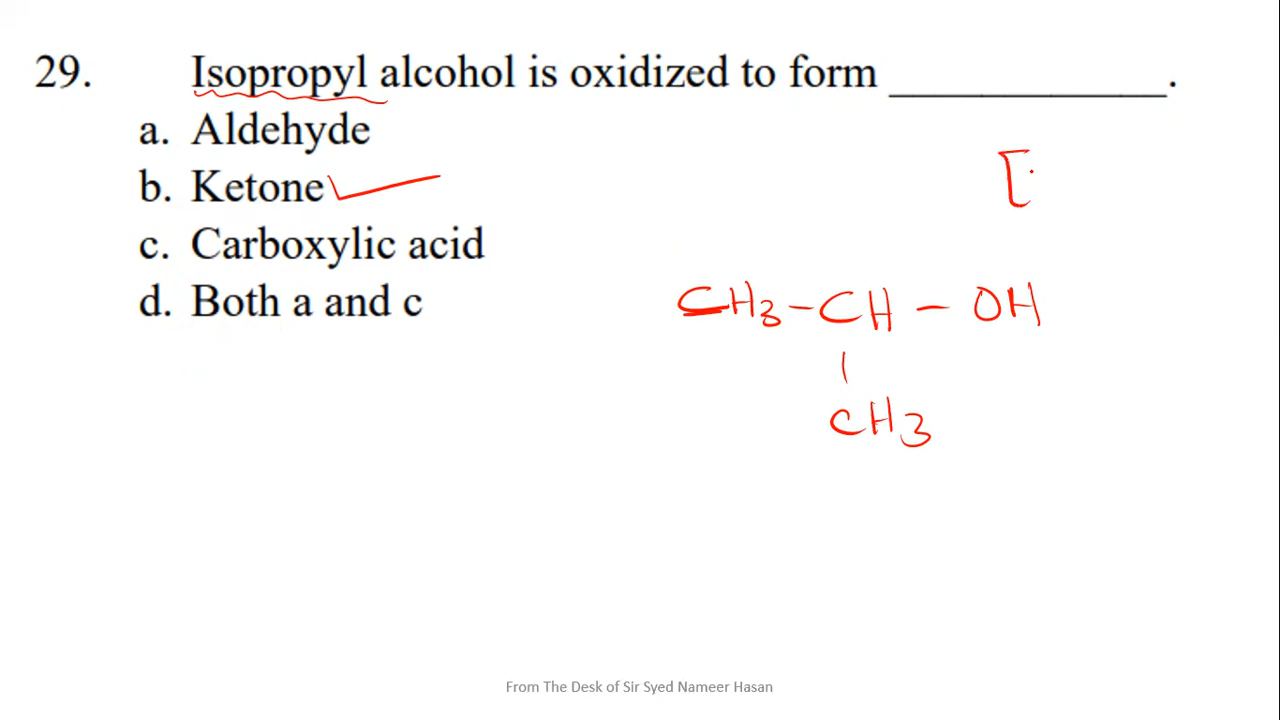 29. Isopropyl alcohol is oxidized to form ____________.
a. Aldehyde
b. Ketone
c. Carboxylic acid
d. Both a and c
[
CH3-CH-OH
|
CH3
From The Desk of Sir Syed Nameer Hasan